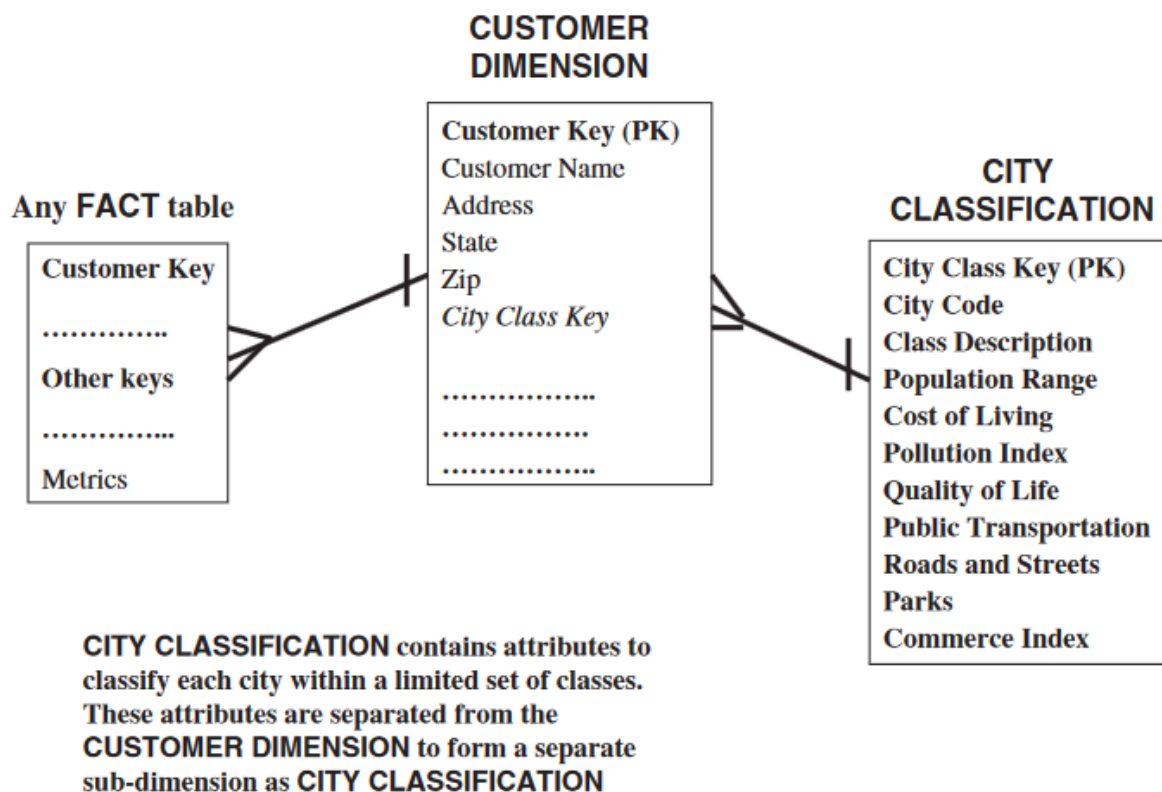 CUSTOMER
DIMENSION
Customer Key (PK)
Customer Name
Address
State
Zip
City Class Key
……………..
…………….
……………..
Any FACT table
Customer Key
…………..
Other keys
…………...
Metrics
CITY
CLASSIFICATION
City Class Key (PK)
City Code
Class Description
Population Range
Cost of Living
Pollution Index
Quality of Life
Public Transportation
Roads and Streets
Parks
Commerce Index
CITY CLASSIFICATION contains attributes to
classify each city within a limited set of classes.
These attributes are separated from the
CUSTOMER DIMENSION to form a separate
sub-dimension as CITY CLASSIFICATION